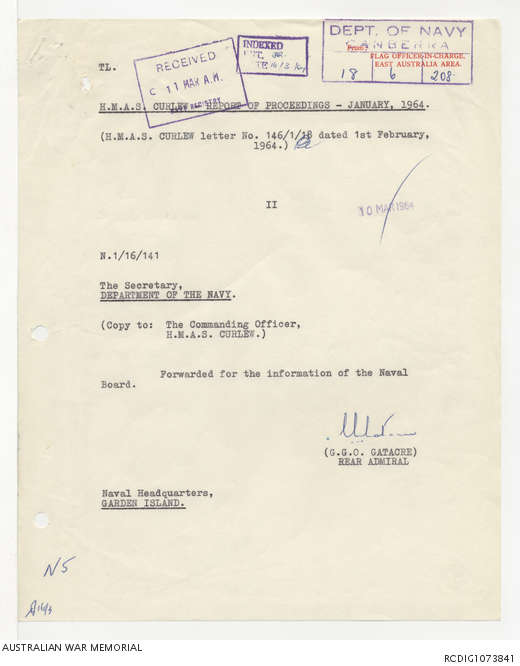 DEPT. OF NAVY
CANBERRA
FLAG OFFICER-IN-CHARGE,
EAST AUSTRALIA AREA.
18 6 208
INDEXED
RECEIVED
C 11 MAR A.M.
TL.
H.M.A.S. CURLEW - REPORT OF PROCEEDINGS - JANUARY, 1964.
(H.M.A.S. CURLEW letter No. 146/1/18 dated 1st February,
1964.)
II
10 MAR 1964
N.1/16/141
The Secretary,
DEPARTMENT OF THE NAVY.
(Copy to: The Commanding Officer,
H.M.A.S. CURLEW.)
Forwarded for the information of the Naval
Board.
(G.G.O. GATACRE)
REAR ADMIRAL
Naval Headquarters,
GARDEN ISLAND.
N5
AUSTRALIAN WAR MEMORIAL RCDIG1073841